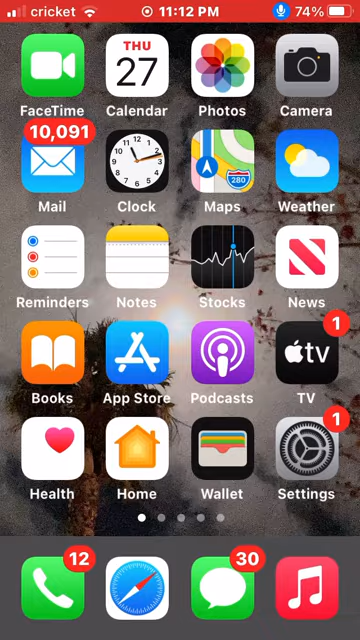 cricket 11:12 PM 74%
THU
27
FaceTime Calendar Photos Camera
10,091
12
280
Mail Clock Maps Weather
Reminders Notes Stocks News
1
tv
Books App Store Podcasts TV
1
Health Home Wallet Settings
12 30